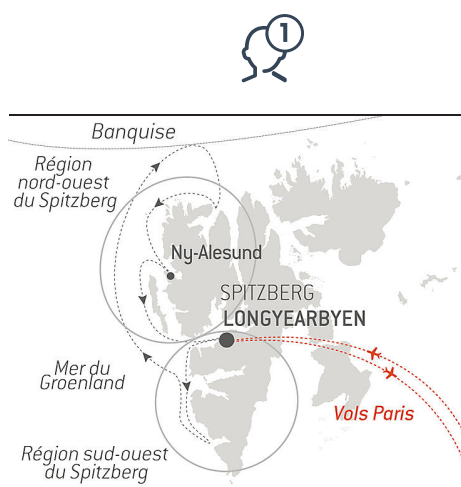 1
Banquise
Région
nord-ouest
du Spitzberg
Ny-Alesund
SPITZBERG
LONGYEARBYEN
Mer du
Groenland
Vols Paris
Région sud-ouest
du Spitzberg